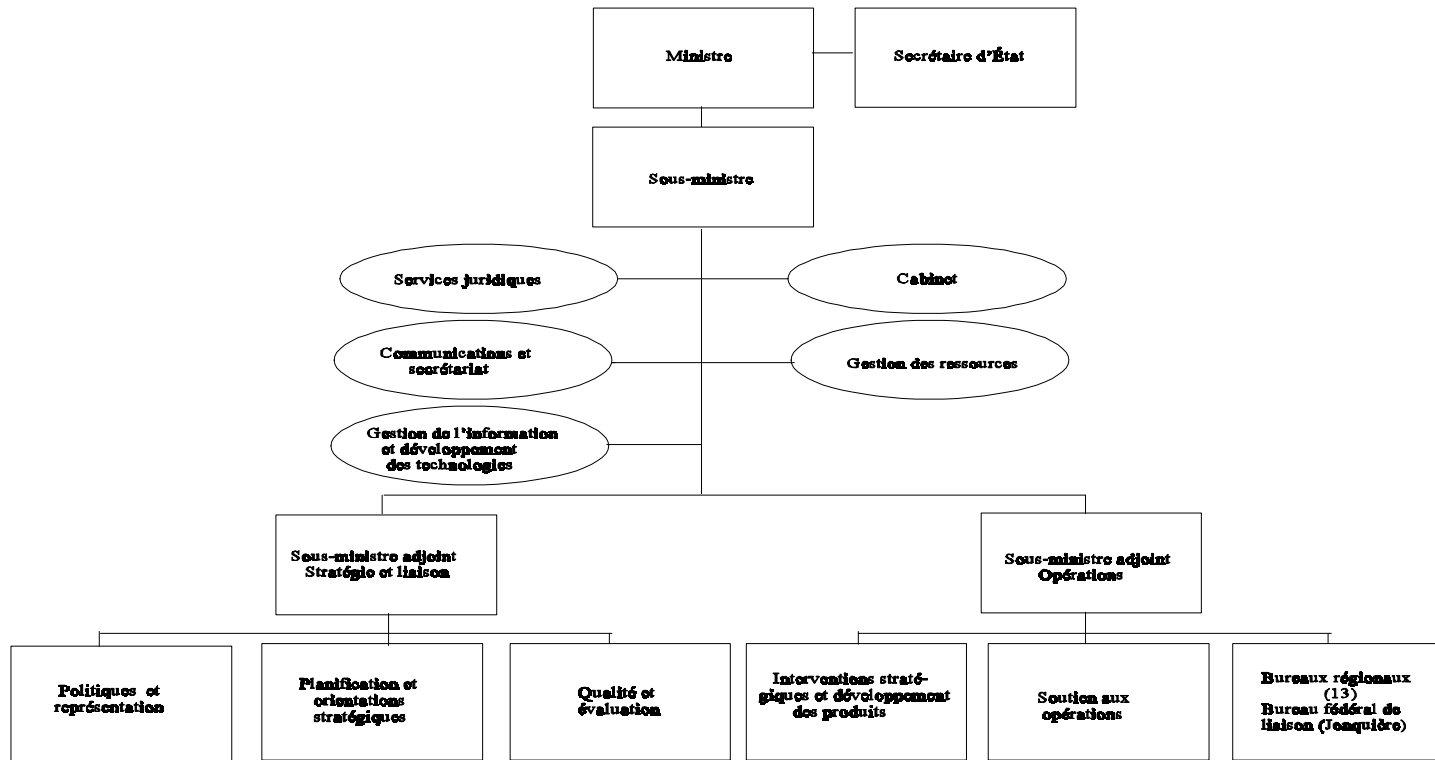 Ministre
Secrétaire d'État
Sous-ministre
Services juridiques
Cabinet
Communications et
secrétariat
Gestion des ressources
Gestion de l'information
et développement
des technologies
Sous-ministre adjoint
Stratégie et liaison
Sous-ministre adjoint
Opérations
Politiques et
représentation
Planification et
orientations
stratégiques
Qualité et
évaluation
Interventions straté-
giques et développement
des produits
Soutien aux
opérations
Bureaux régionaux
(13)
Bureau fédéral de
liaison (Jonquière)